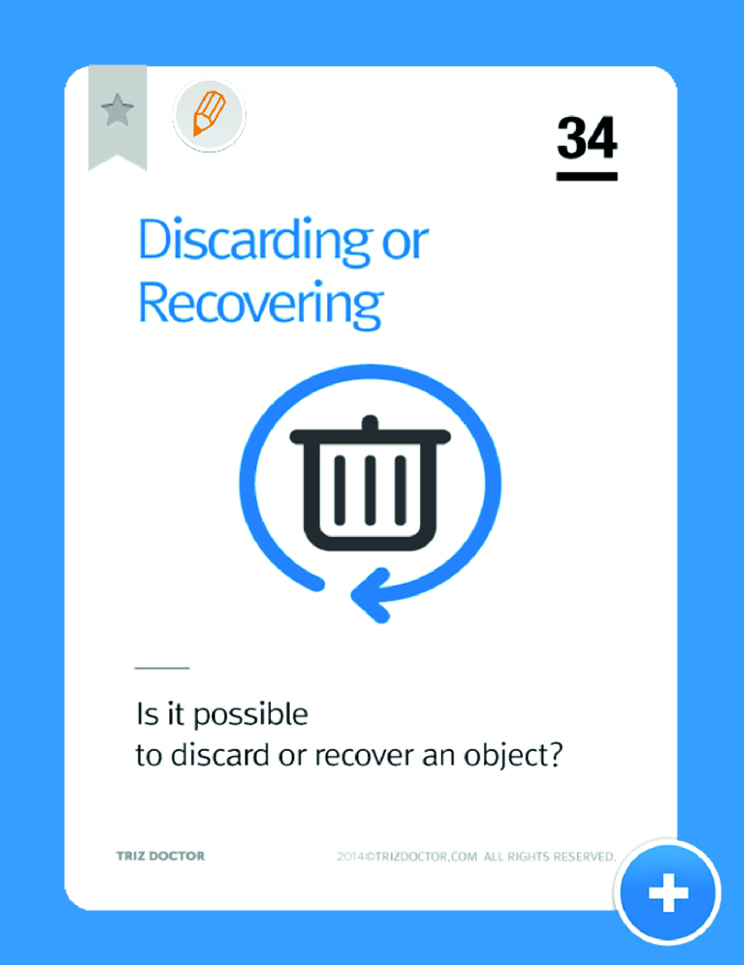 34
Discarding or
Recovering
Is it possible
to discard or recover an object?
TRIZ DOCTOR
2014©TRIZDOCTOR.COM ALL RIGHTS RESERVED.